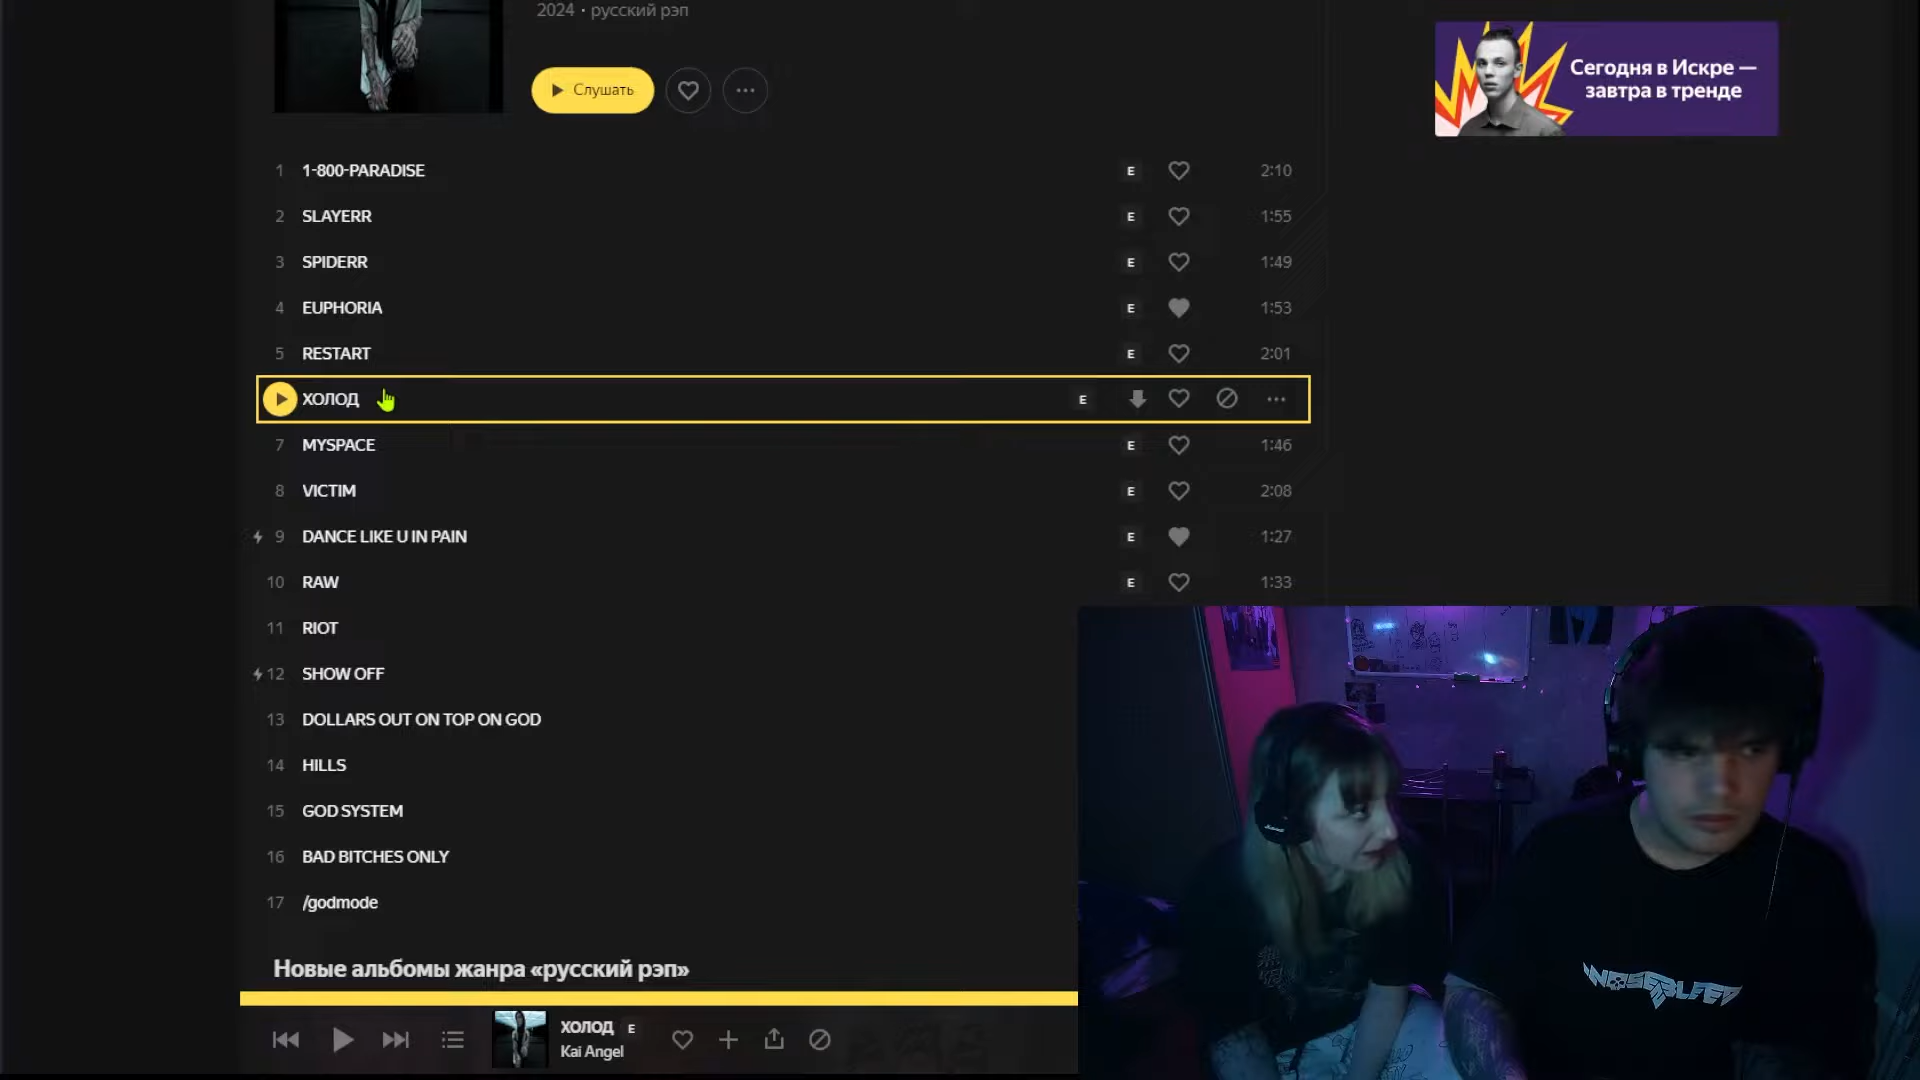 2024 • русский рэп
Слушать
Сегодня в Искре —
завтра в тренде
1 1-800-PARADISE E 2:10
2 SLAYERR E 1:55
3 SPIDERR E 1:49
4 EUPHORIA E 1:53
5 RESTART E 2:01
ХОЛОД E
7 MYSPACE E 1:46
8 VICTIM E 2:08
9 DANCE LIKE U IN PAIN E 1:27
10 RAW E 1:33
11 RIOT
12 SHOW OFF
13 DOLLARS OUT ON TOP ON GOD
14 HILLS
15 GOD SYSTEM
16 BAD BITCHES ONLY
17 /godmode
Новые альбомы жанра «русский рэп»
ХОЛОД E
Kai Angel
NOSEBLEED